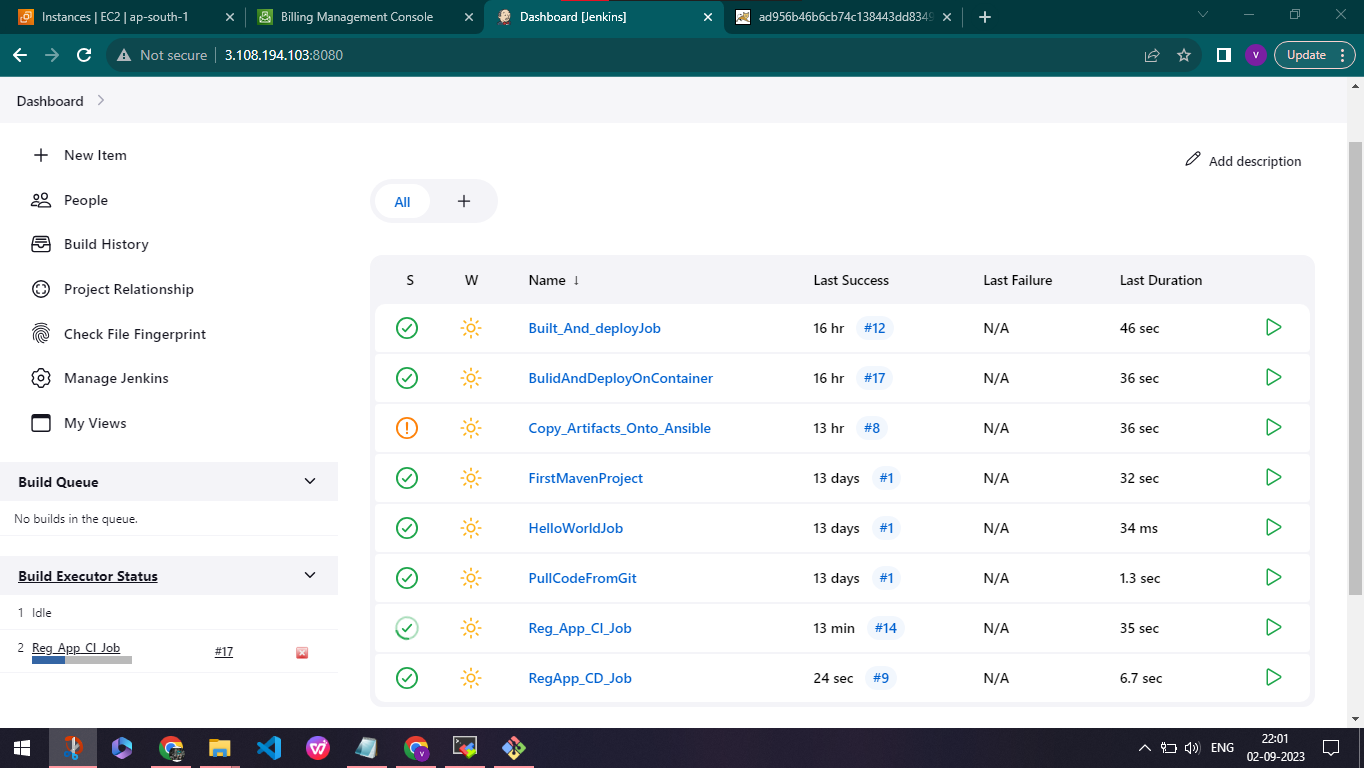 Instances | EC2 | ap-south-1
Billing Management Console
Dashboard [Jenkins]
ad956b46b6cb74c138443dd8349
Not secure
3.108.194.103:8080
V
Update
Dashboard
New Item
People
Build History
Project Relationship
Check File Fingerprint
Manage Jenkins
My Views
Build Queue
No builds in the queue.
Build Executor Status
1 Idle
2 Reg_App_CI_Job #17
Add description
All
S W Name ↓ Last Success Last Failure Last Duration
Built_And_deployJob 16 hr #12 N/A 46 sec
BulidAndDeployOnContainer 16 hr #17 N/A 36 sec
Copy_Artifacts_Onto_Ansible 13 hr #8 N/A 36 sec
FirstMavenProject 13 days #1 N/A 32 sec
HelloWorldJob 13 days #1 N/A 34 ms
PullCodeFromGit 13 days #1 N/A 1.3 sec
Reg_App_CI_Job 13 min #14 N/A 35 sec
RegApp_CD_Job 24 sec #9 N/A 6.7 sec
ENG
22:01
02-09-2023